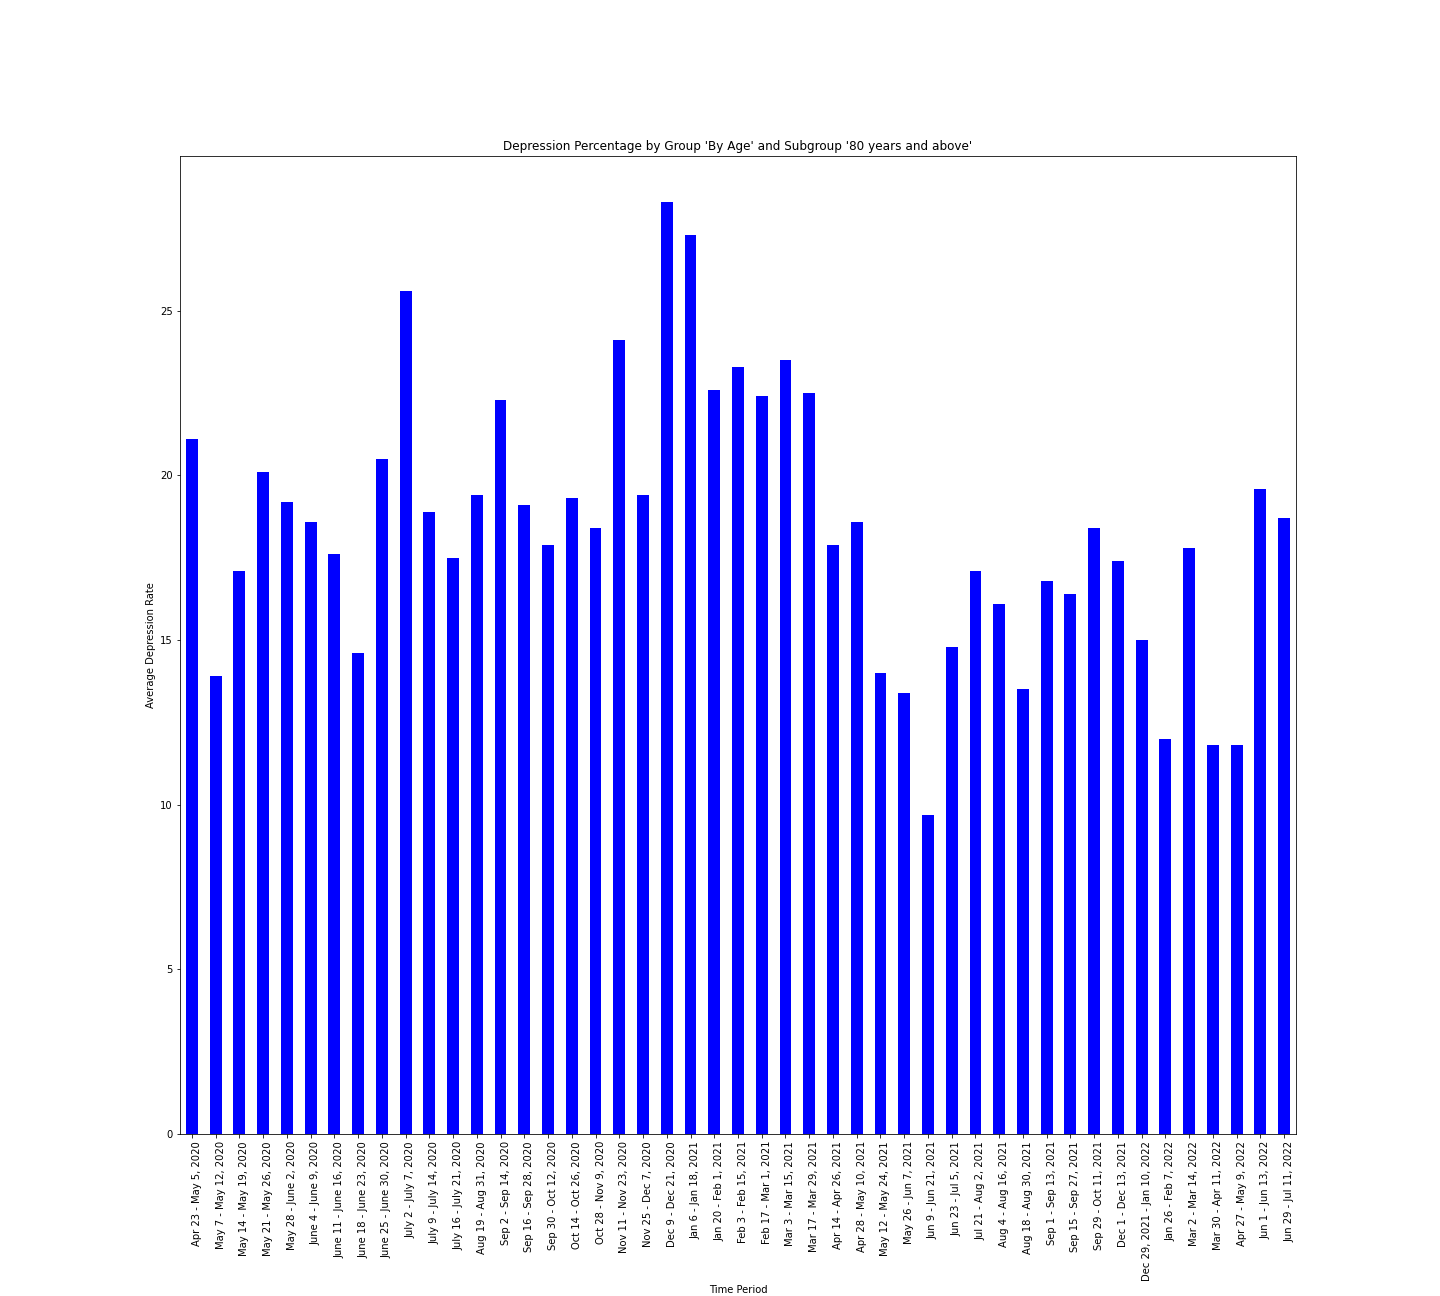 Depression Percentage by Group 'By Age' and Subgroup '80 years and above'
Average Depression Rate
25
20
15
10
5
0
Apr 23 - May 5, 2020
May 7 - May 12, 2020
May 14 - May 19, 2020
May 21 - May 26, 2020
May 28 - June 2, 2020
June 4 - June 9, 2020
June 11 - June 16, 2020
June 18 - June 23, 2020
June 25 - June 30, 2020
July 2 - July 7, 2020
July 9 - July 14, 2020
July 16 - July 21, 2020
Aug 19 - Aug 31, 2020
Sep 2 - Sep 14, 2020
Sep 16 - Sep 28, 2020
Sep 30 - Oct 12, 2020
Oct 14 - Oct 26, 2020
Oct 28 - Nov 9, 2020
Nov 11 - Nov 23, 2020
Nov 25 - Dec 7, 2020
Dec 9 - Dec 21, 2020
Jan 6 - Jan 18, 2021
Jan 20 - Feb 1, 2021
Feb 3 - Feb 15, 2021
Feb 17 - Mar 1, 2021
Mar 3 - Mar 15, 2021
Mar 17 - Mar 29, 2021
Apr 14 - Apr 26, 2021
Apr 28 - May 10, 2021
May 12 - May 24, 2021
May 26 - Jun 7, 2021
Jun 9 - Jun 21, 2021
Jun 23 - Jul 5, 2021
Jul 21 - Aug 2, 2021
Aug 4 - Aug 16, 2021
Aug 18 - Aug 30, 2021
Sep 1 - Sep 13, 2021
Sep 15 - Sep 27, 2021
Sep 29 - Oct 11, 2021
Dec 1 - Dec 13, 2021
Dec 29, 2021 - Jan 10, 2022
Jan 26 - Feb 7, 2022
Mar 2 - Mar 14, 2022
Mar 30 - Apr 11, 2022
Apr 27 - May 9, 2022
Jun 1 - Jun 13, 2022
Jun 29 - Jul 11, 2022
Time Period